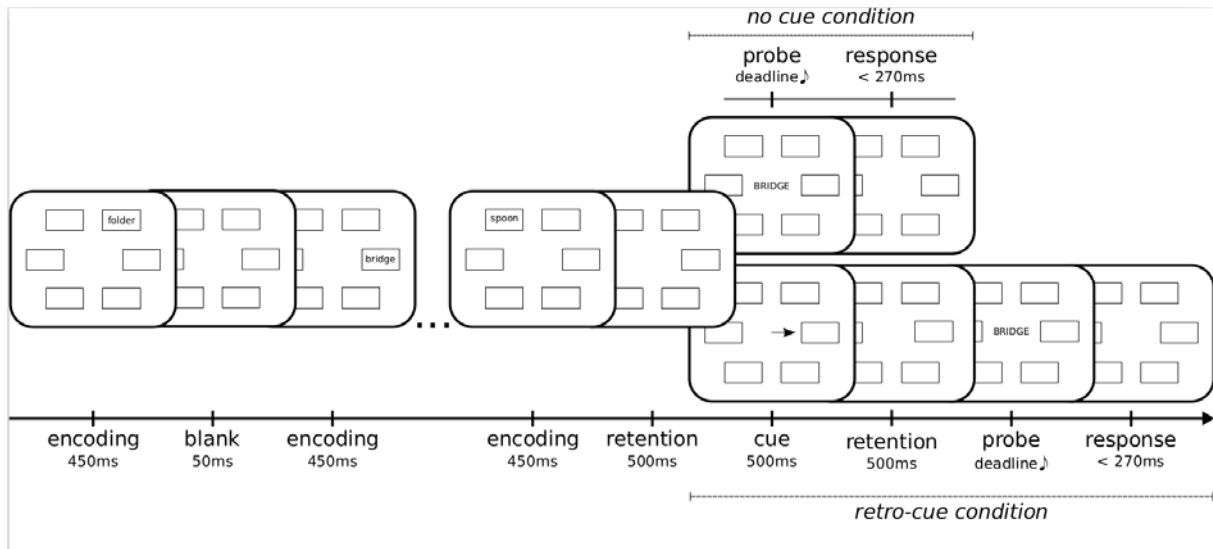 no cue condition
probe response
deadline♪ < 270ms
BRIDGE
folder spoon
bridge
BRIDGE
encoding blank encoding encoding retention cue retention probe response
450ms 50ms 450ms 450ms 500ms 500ms 500ms deadline♪ < 270ms
...
retro-cue condition